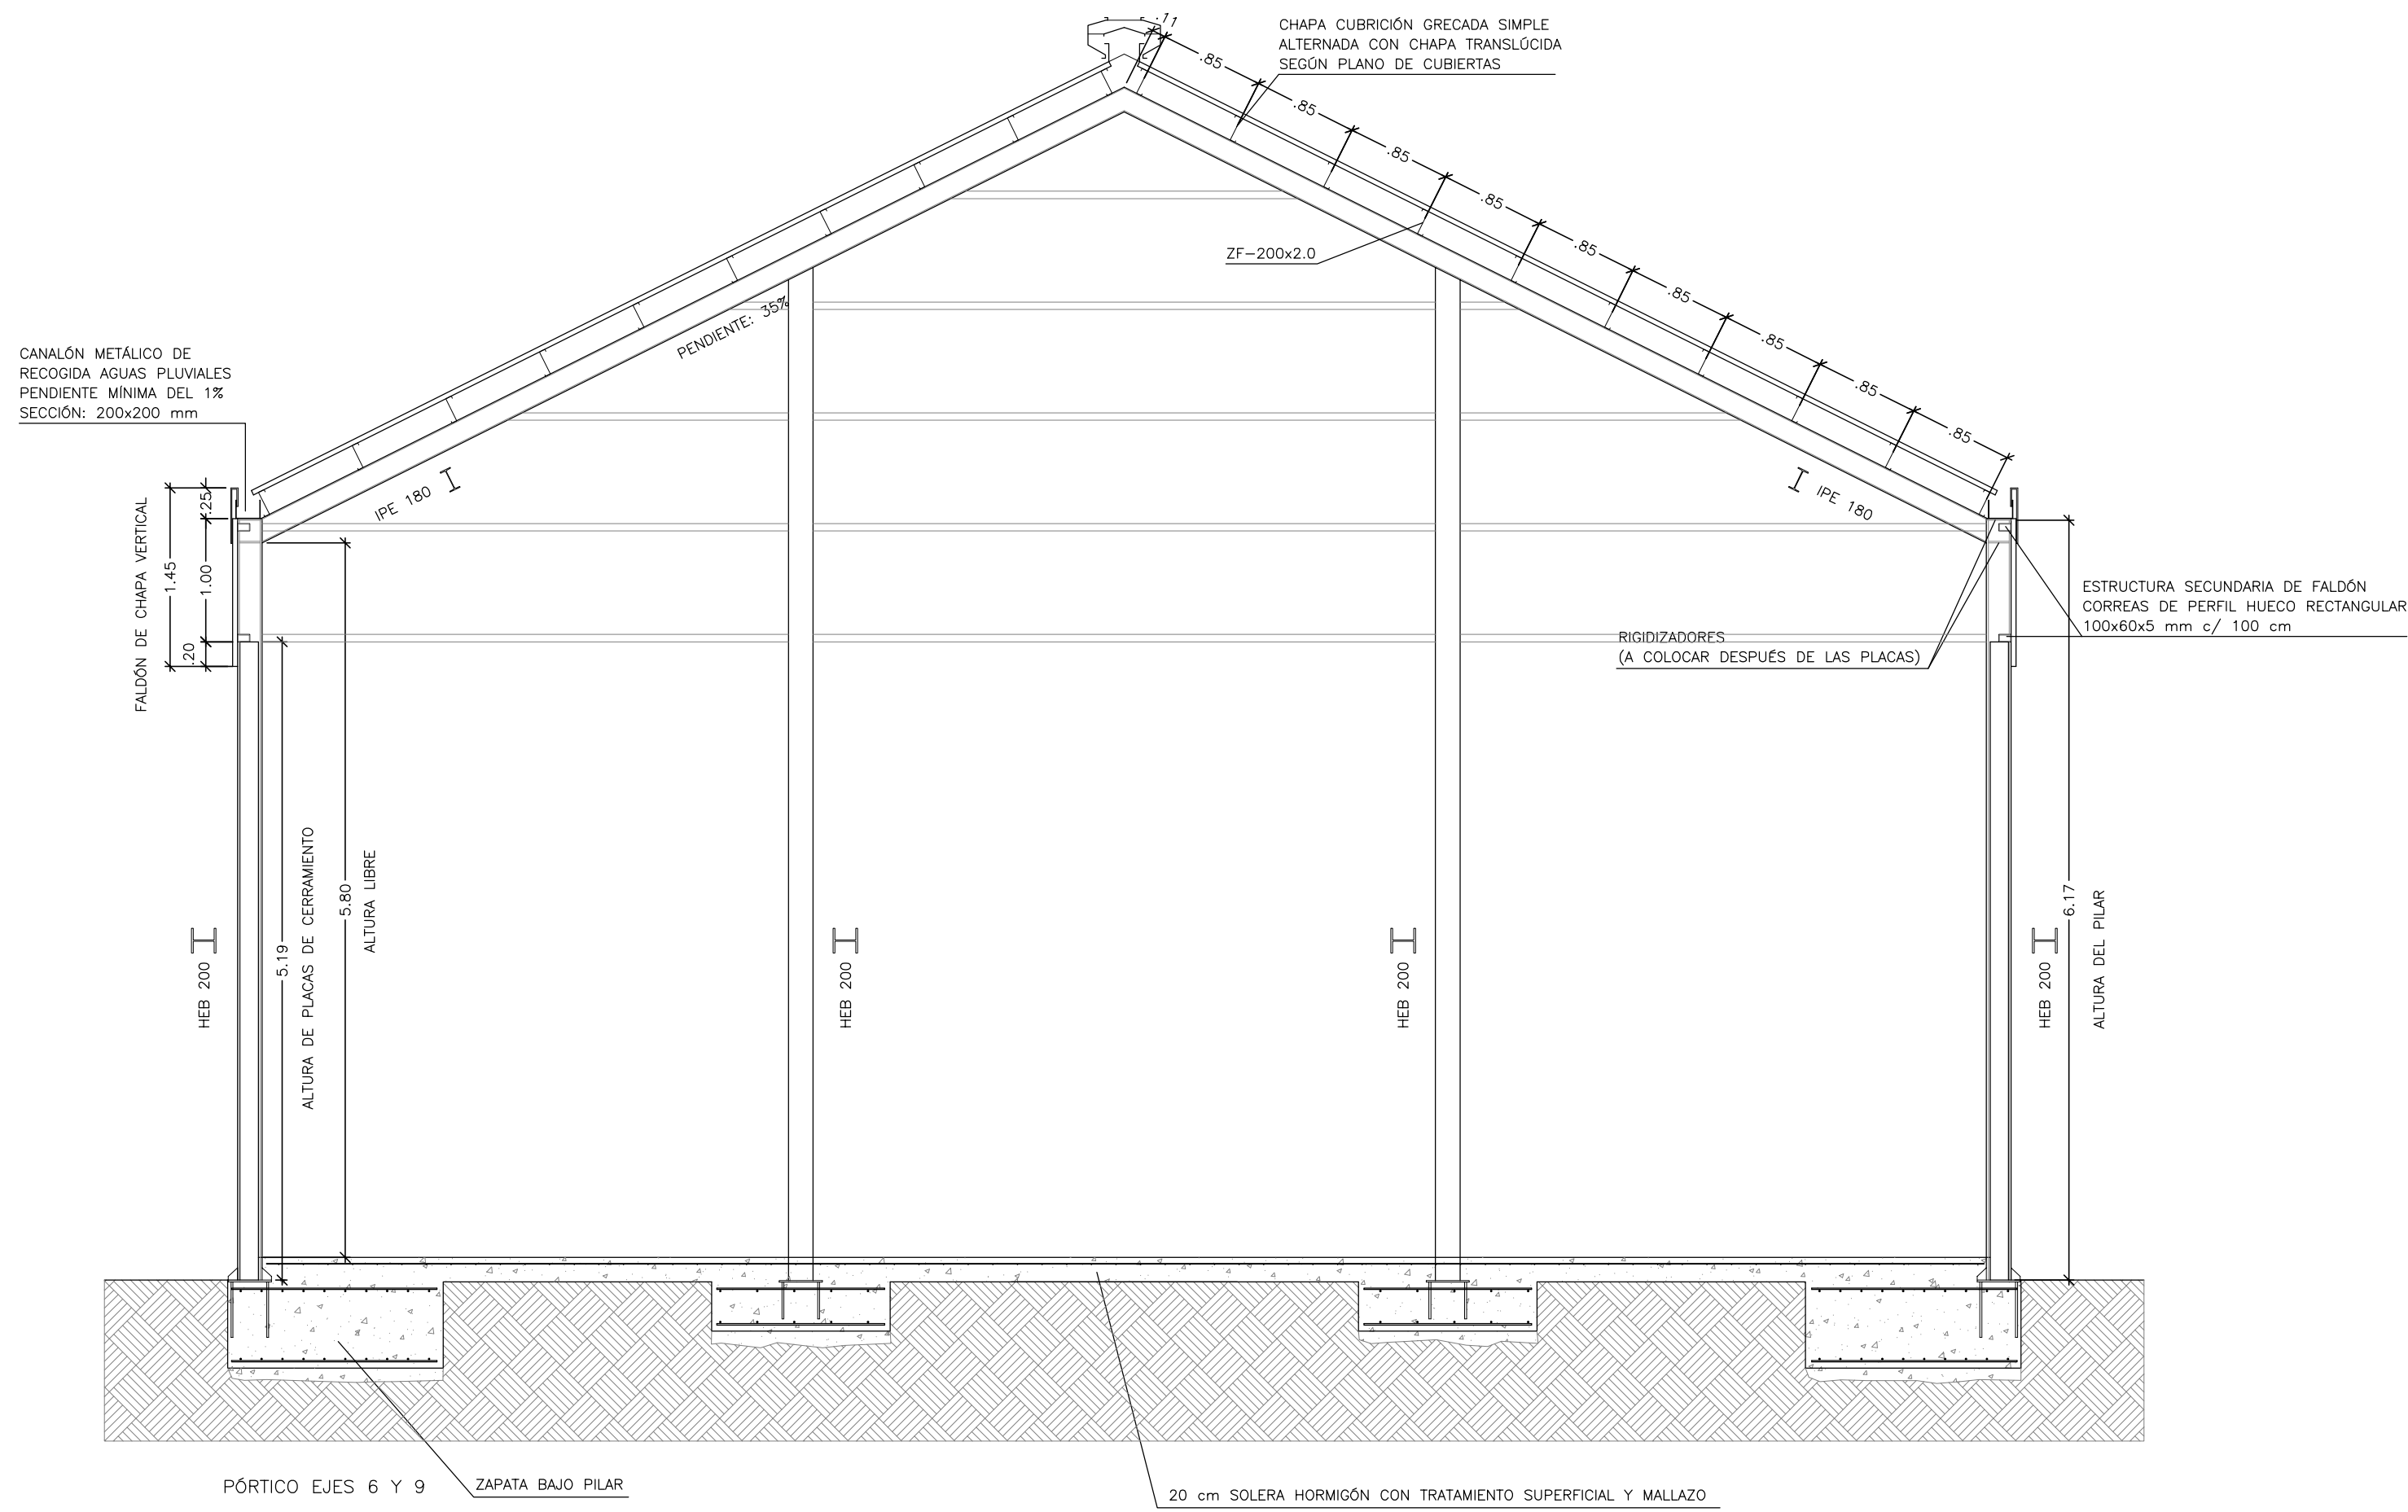 .11
CHAPA CUBRICIÓN GRECADA SIMPLE
ALTERNADA CON CHAPA TRANSLÚCIDA
SEGÚN PLANO DE CUBIERTAS
.85
.85
.85
.85
.85
.85
.85
.85
.85
ZF-200x2.0
PENDIENTE: 35%
CANALÓN METÁLICO DE
RECOGIDA AGUAS PLUVIALES
PENDIENTE MÍNIMA DEL 1%
SECCIÓN: 200x200 mm
IPE 180
IPE 180
FALDÓN DE CHAPA VERTICAL
1.45
.25
1.00
.20
ESTRUCTURA SECUNDARIA DE FALDÓN
CORREAS DE PERFIL HUECO RECTANGULAR
100x60x5 mm c/ 100 cm
RIGIDIZADORES
(A COLOCAR DESPUÉS DE LAS PLACAS)
HEB 200
5.19
ALTURA DE PLACAS DE CERRAMIENTO
5.80
ALTURA LIBRE
HEB 200
HEB 200
HEB 200
6.17
ALTURA DEL PILAR
PÓRTICO EJES 6 Y 9
ZAPATA BAJO PILAR
20 cm SOLERA HORMIGÓN CON TRATAMIENTO SUPERFICIAL Y MALLAZO